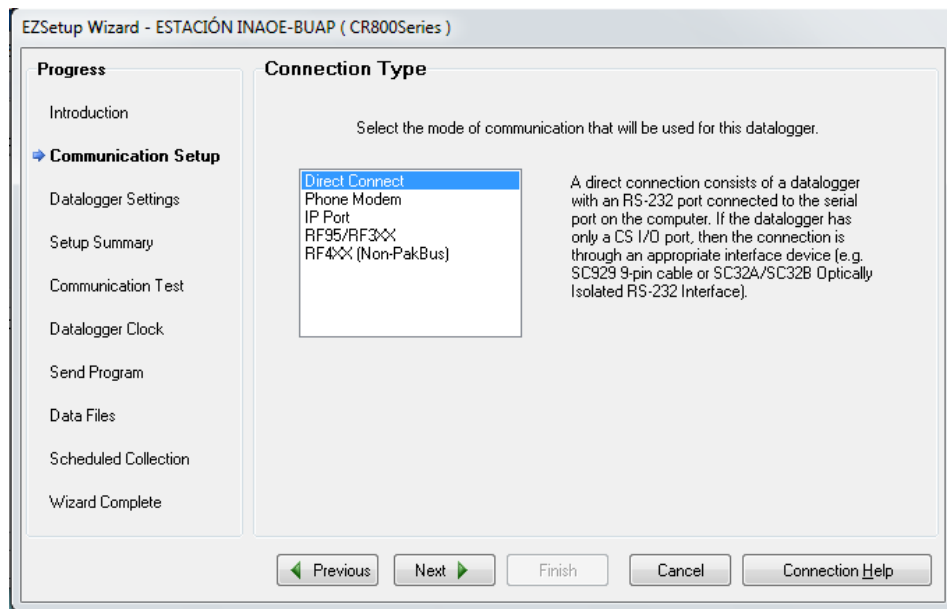 EZSetup Wizard - ESTACIÓN INAOE-BUAP ( CR800Series )
Progress
Introduction
Communication Setup
Datalogger Settings
Setup Summary
Communication Test
Datalogger Clock
Send Program
Data Files
Scheduled Collection
Wizard Complete
Connection Type
Select the mode of communication that will be used for this datalogger.
Direct Connect
Phone Modem
IP Port
RF95/RF3XX
RF4XX (Non-PakBus)
A direct connection consists of a datalogger
with an RS-232 port connected to the serial
port on the computer. If the datalogger has
only a CS I/O port, then the connection is
through an appropriate interface device (e.g.
SC929 9-pin cable or SC32A/SC32B Optically
Isolated RS-232 Interface).
Previous
Next
Finish
Cancel
Connection Help